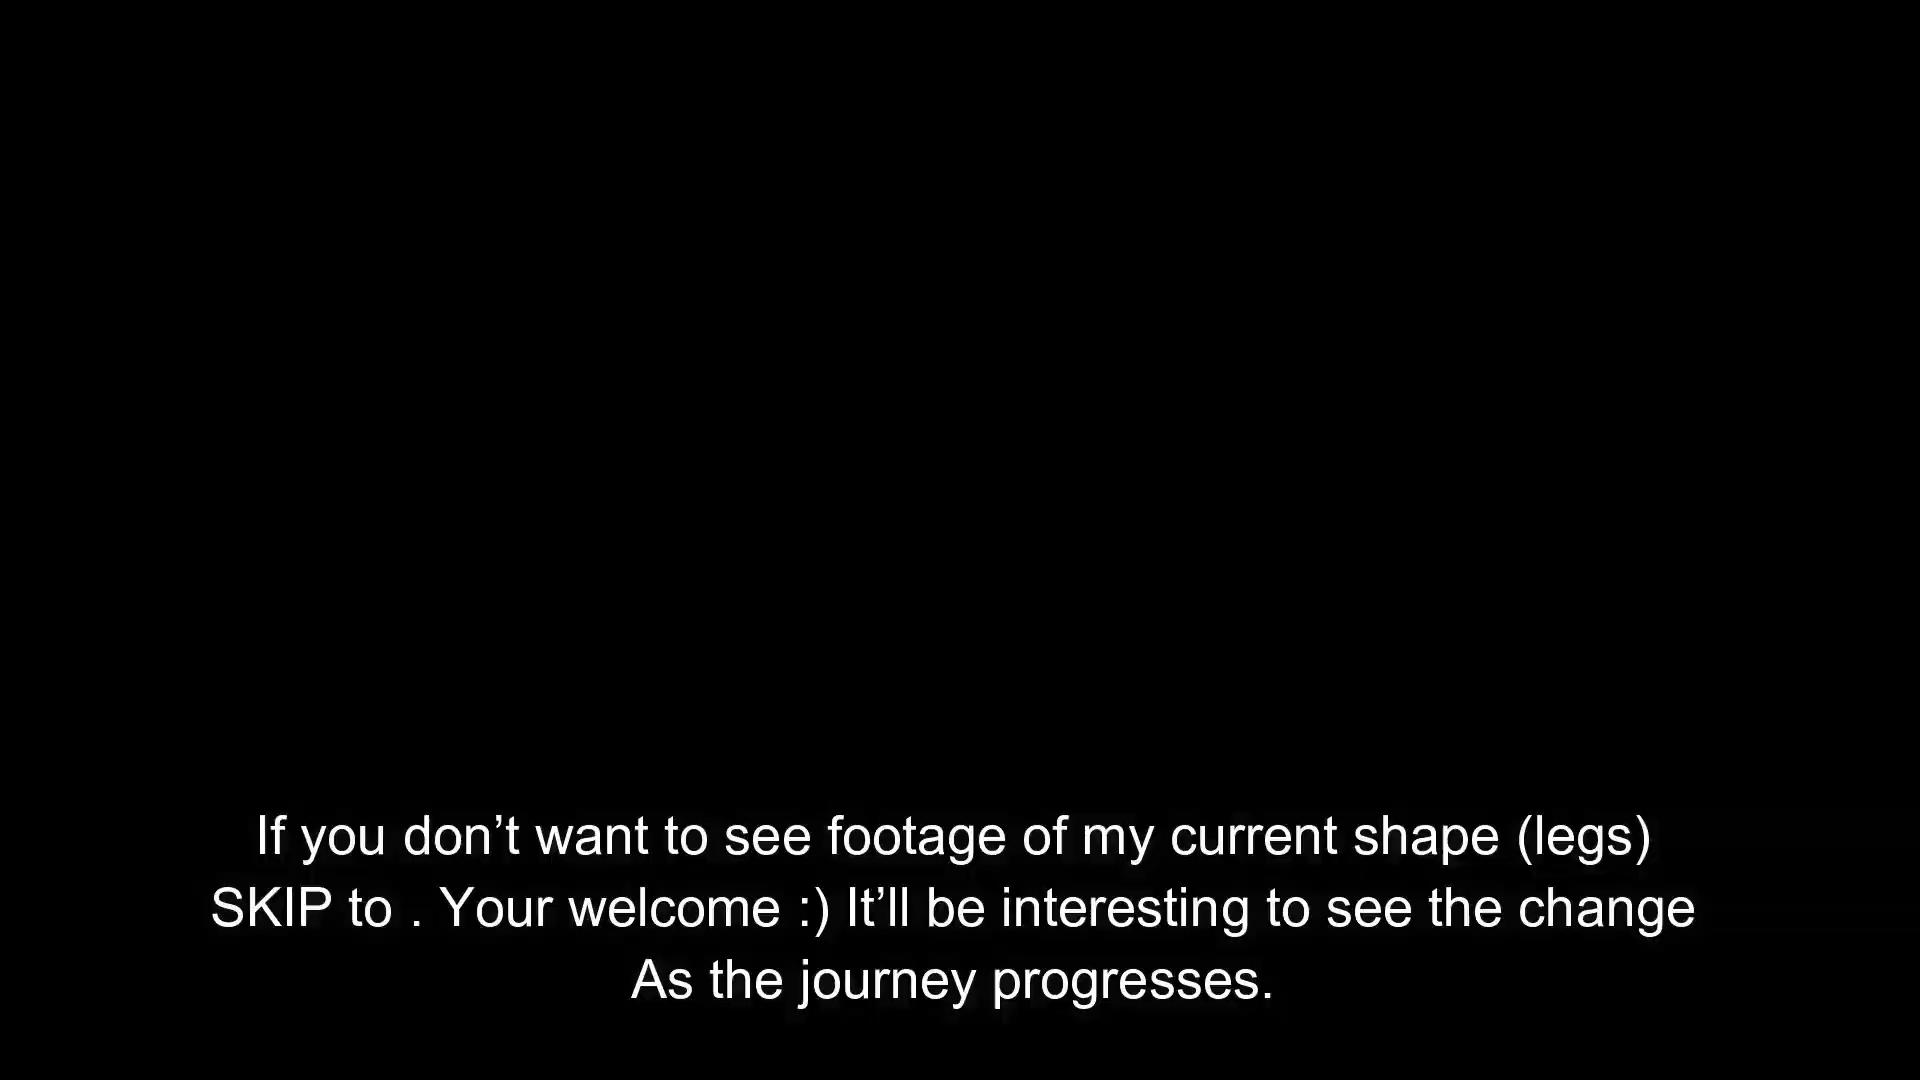 If you don’t want to see footage of my current shape (legs)
SKIP to . Your welcome :) It’ll be interesting to see the change
As the journey progresses.